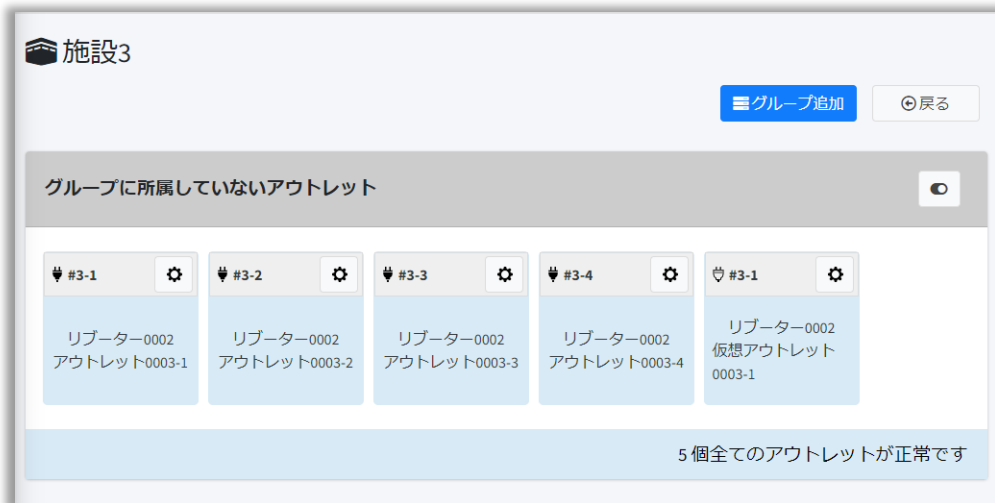 施設3
グループ追加
戻る
グループに所属していないアウトレット
#3-1
#3-2
#3-3
#3-4
#3-1
リブーター0002
アウトレット0003-1
リブーター0002
アウトレット0003-2
リブーター0002
アウトレット0003-3
リブーター0002
アウトレット0003-4
リブーター0002
仮想アウトレット
0003-1
5 個全てのアウトレットが正常です